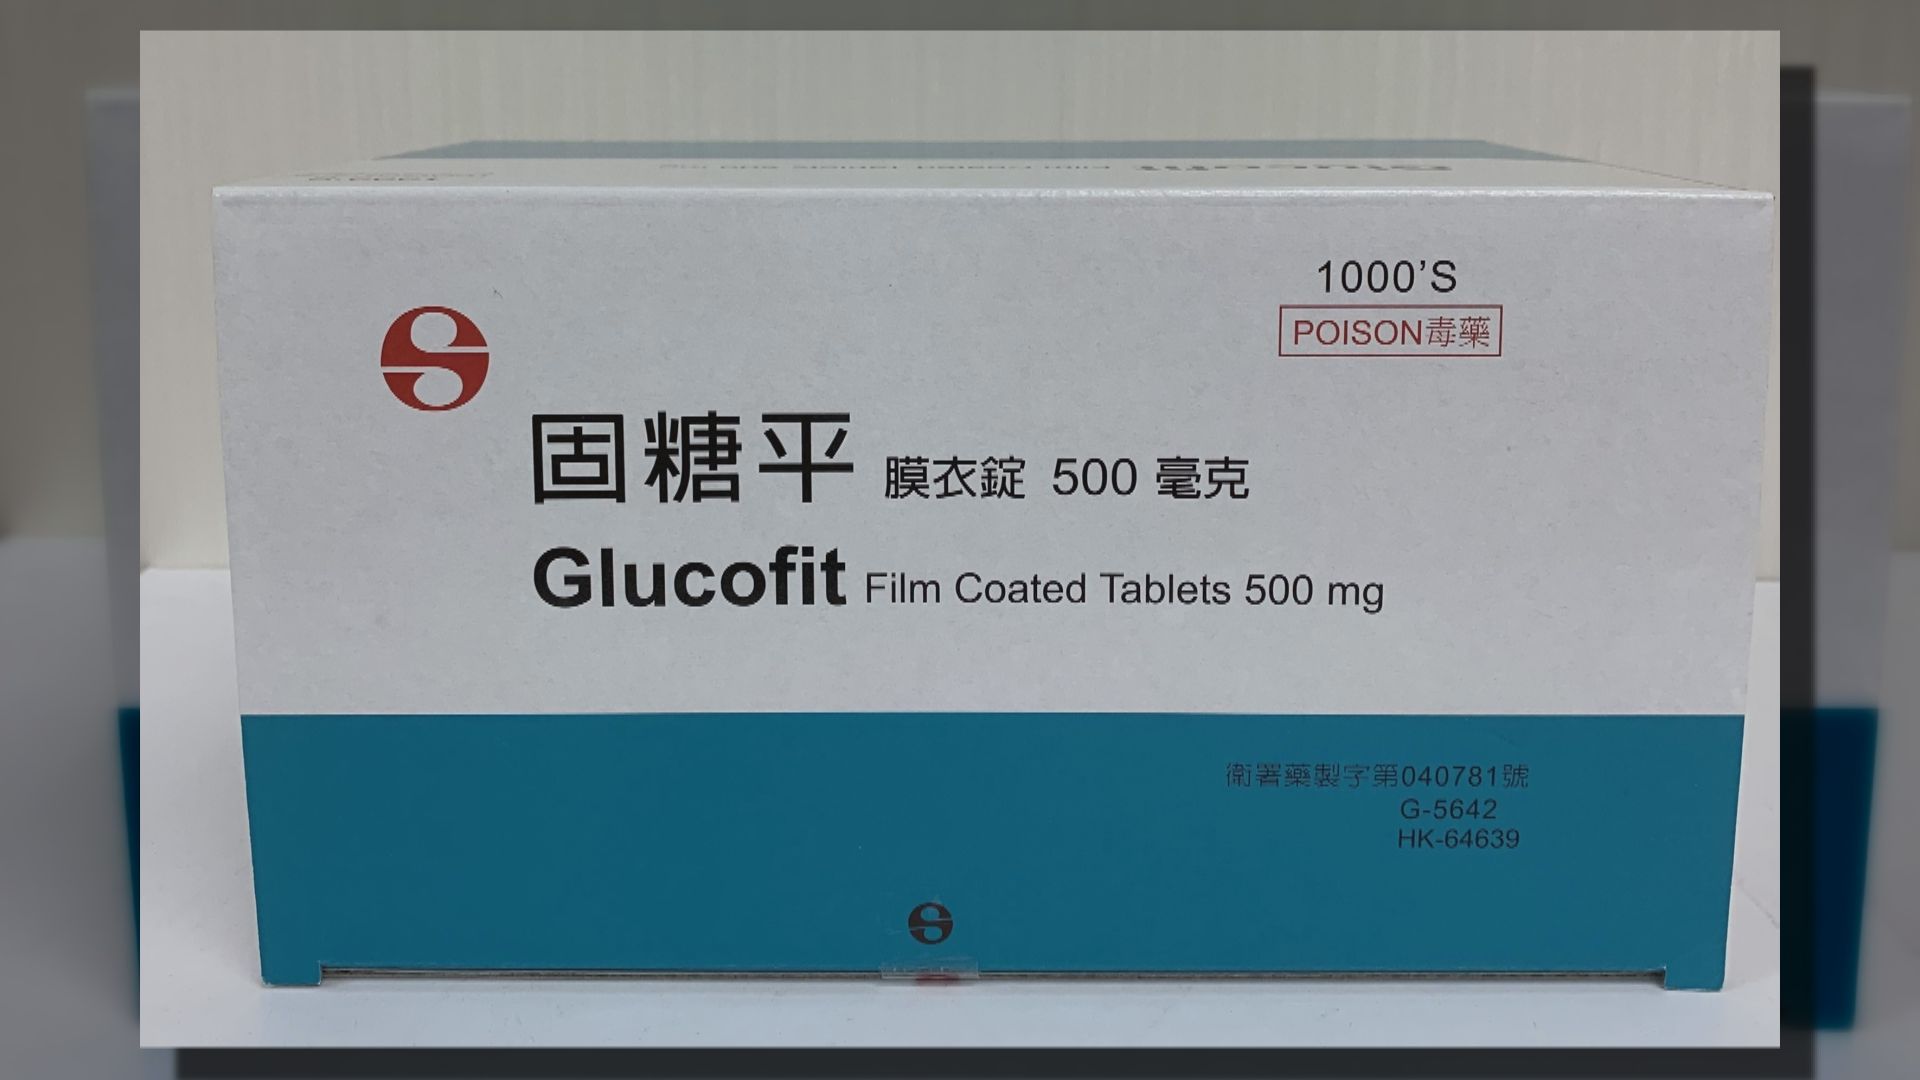 1000'S
POISON毒藥
固糖平 膜衣錠 500 毫克
Glucofit Film Coated Tablets 500 mg
衛署藥製字第040781號
G-5642
HK-64639